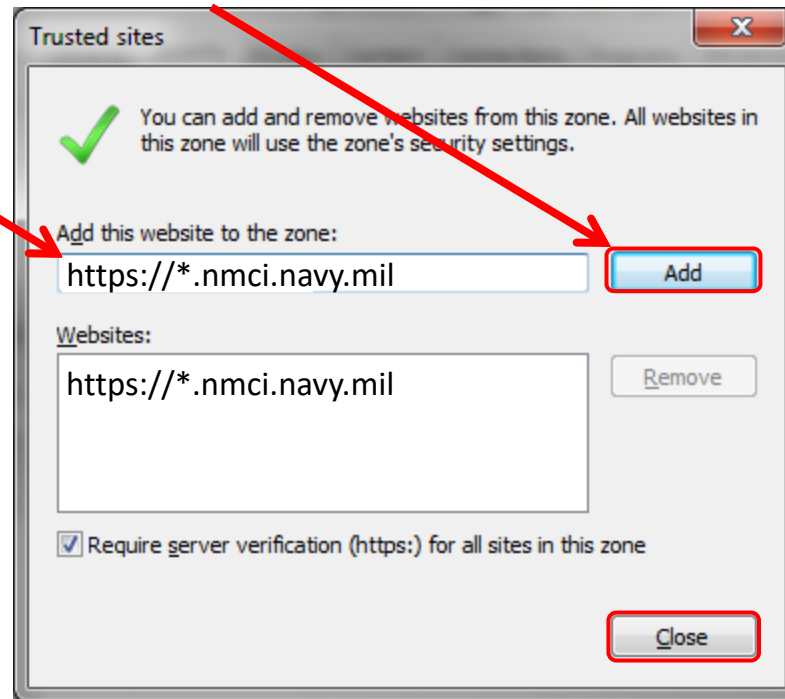 Trusted sites
You can add and remove websites from this zone. All websites in
this zone will use the zone's security settings.
Add this website to the zone:
https://*.nmci.navy.mil
Add
Websites:
https://*.nmci.navy.mil
Remove
Require server verification (https:) for all sites in this zone
Close